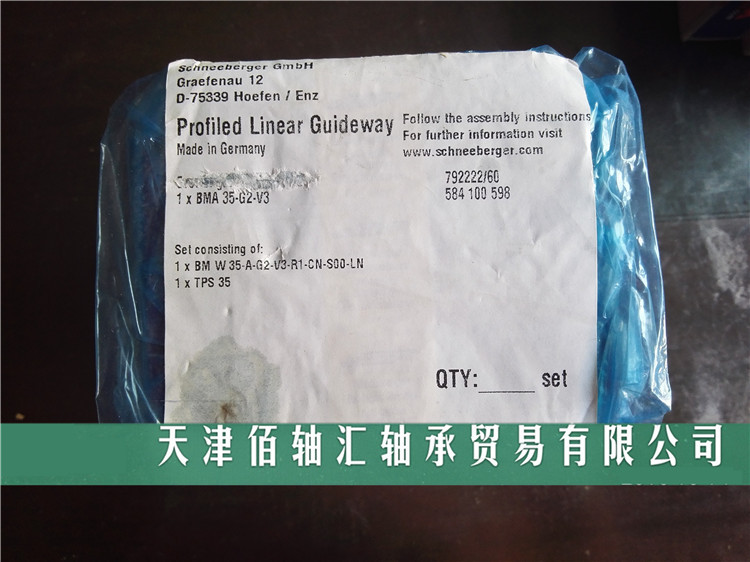 Schneeberger GmbH
Graefenau 12
D-75339 Hoefen / Enz
Profiled Linear Guideway
Made in Germany
Follow the assembly instructions
For further information visit
www.schneeberger.com
792222/60
1 x BMA 35-G2-V3
584 100 598
Set consisting of:
1 x BM W 35-A-G2-V3-R1-CN-S00-LN
1 x TPS 35
QTY:_____ set
天津佰轴汇轴承贸易有限公司